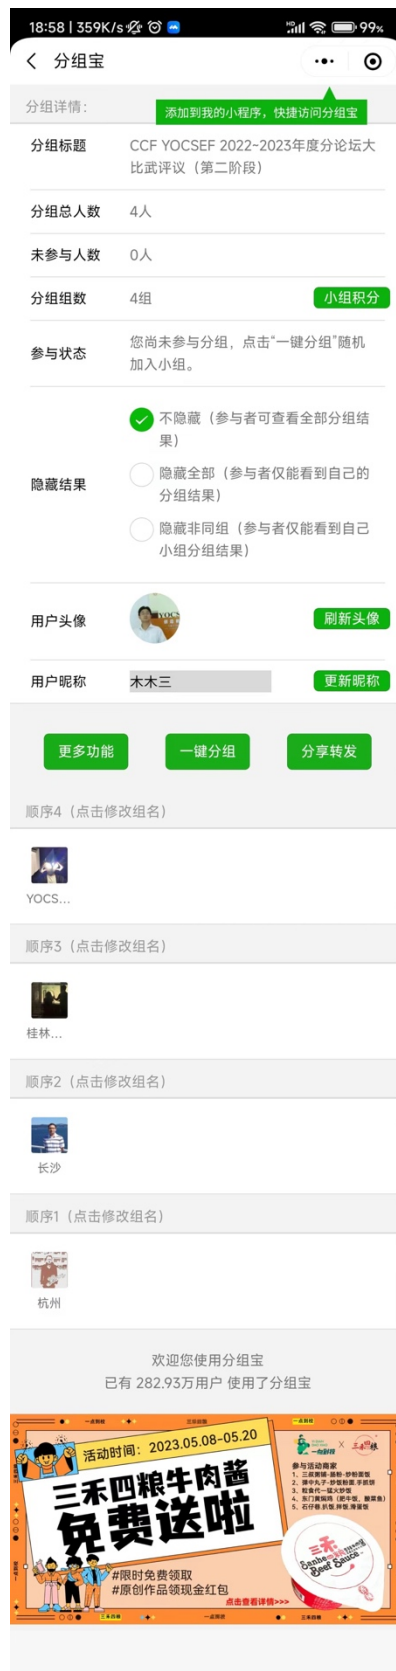 18:58 | 359K/s
99%
分组宝
分组详情:
添加到我的小程序，快捷访问分组宝
分组标题
CCF YOCSEF 2022~2023年度分论坛大
比武评议（第二阶段）
分组总人数 4人
未参与人数 0人
分组组数 4组 小组积分
参与状态
您尚未参与分组，点击“一键分组”随机
加入小组。
隐藏结果
不隐藏（参与者可查看全部分组结
果）
隐藏全部（参与者仅能看到自己的
分组结果）
隐藏非同组（参与者仅能看到自己
小组分组结果）
用户头像 刷新头像
用户昵称 木木三 更新昵称
更多功能 一键分组 分享转发
顺序4（点击修改组名）
YOCS...
顺序3（点击修改组名）
桂林...
顺序2（点击修改组名）
长沙
顺序1（点击修改组名）
杭州
欢迎您使用分组宝
已有 282.93万用户 使用了分组宝
活动时间：2023.05.08-05.20
三禾四粮牛肉酱
免费送啦
#限时免费领取
#原创作品领现金红包
参与活动商家
点击查看详情>>>
Sanhe
Beef Sauce